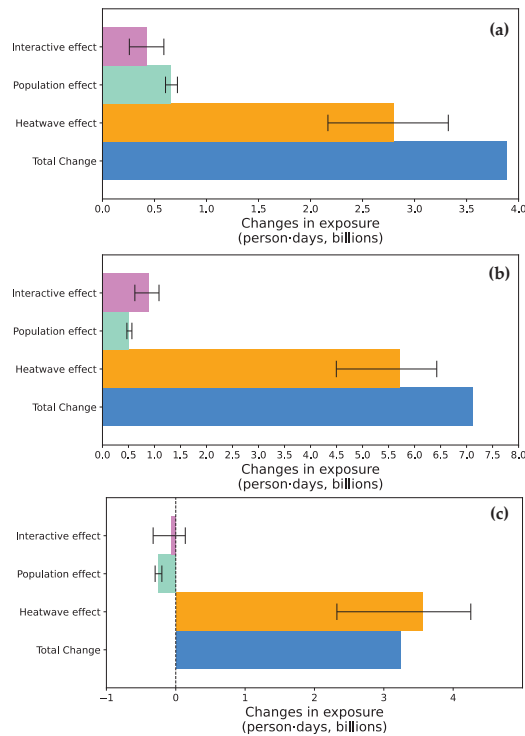 (a)
Interactive effect
Population effect
Heatwave effect
Total Change
0.0 0.5 1.0 1.5 2.0 2.5 3.0 3.5 4.0
Changes in exposure
(person·days, billions)
(b)
Interactive effect
Population effect
Heatwave effect
Total Change
0.0 0.5 1.0 1.5 2.0 2.5 3.0 3.5 4.0 4.5 5.0 5.5 6.0 6.5 7.0 7.5 8.0
Changes in exposure
(person·days, billions)
(c)
Interactive effect
Population effect
Heatwave effect
Total Change
−1 0 1 2 3 4
Changes in exposure
(person·days, billions)